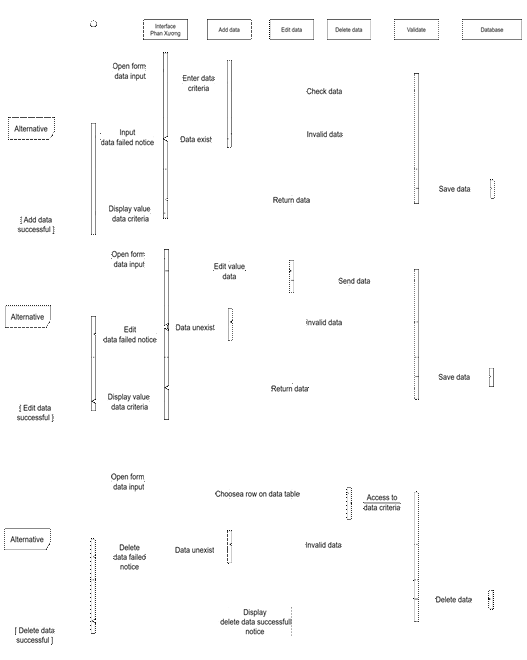 Interface
Phan Xương
Add data
Edit data
Delete data
Validate
Database
Open form
data input
Enter data
criteria
Check data
Alternative
Input
data failed notice
Data exist
Invalid data
Save data
Return data
Display value
data criteria
[ Add data
successful ]
Open form
data input
Edit value
data
Send data
Alternative
Edit
data failed notice
Data unexist
Invalid data
Save data
Return data
Display value
data criteria
[ Edit data
successful ]
Open form
data input
Choosea row on data table
Access to
data criteria
Alternative
Delete
data failed
notice
Data unexist
Invalid data
Delete data
Display
delete data successfull
notice
[ Delete data
successful ]